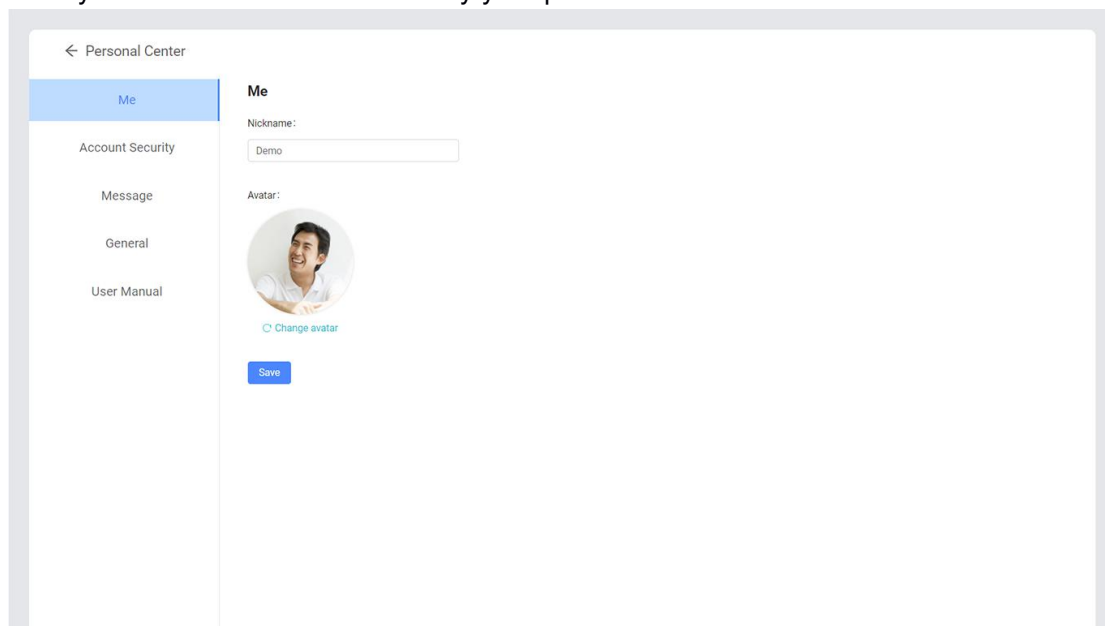 ← Personal Center
Me
Account Security
Message
General
User Manual
Me
Nickname:
Demo
Avatar:
Change avatar
Save